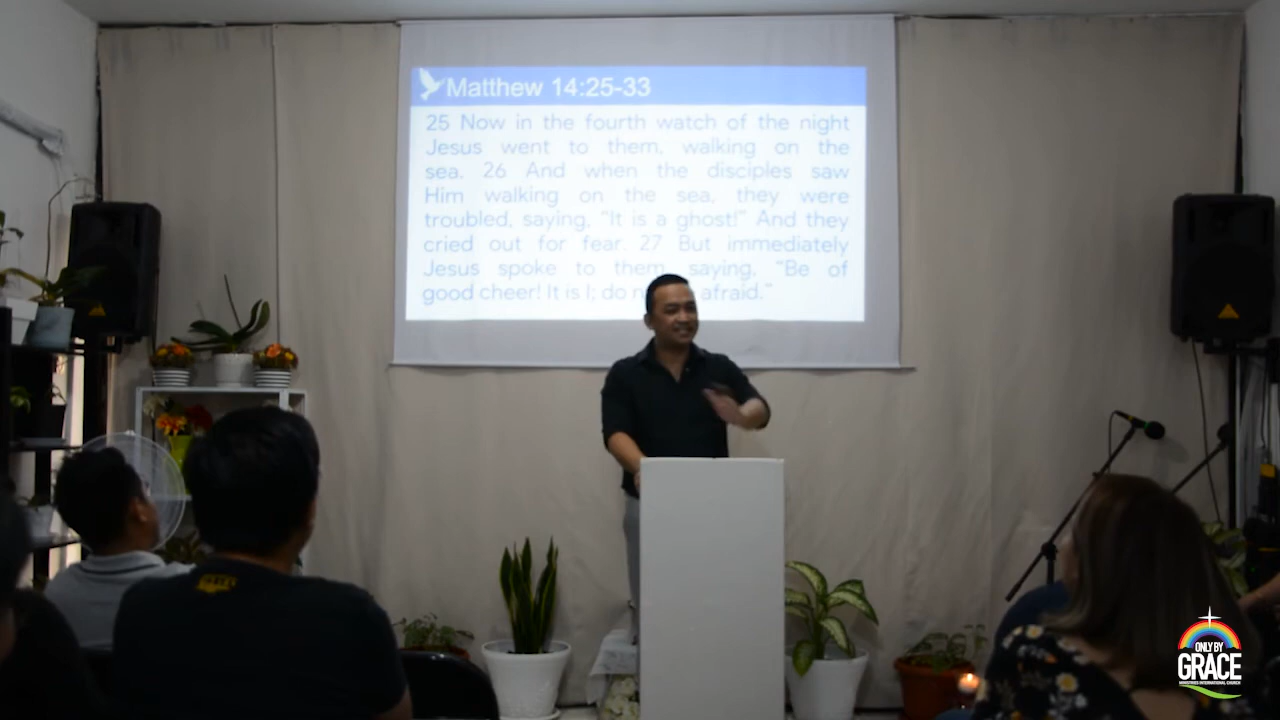 Matthew 14:25-33
25 Now in the fourth watch of the night
Jesus went to them, walking on the
sea. 26 And when the disciples saw
Him walking on the sea, they were
troubled, saying, "It is a ghost!" And they
cried out for fear. 27 But immediately
Jesus spoke to them, saying, "Be of
good cheer! It is I; do afraid."
ONLY BY
GRACE
MINISTRIES INTERNATIONAL CHURCH